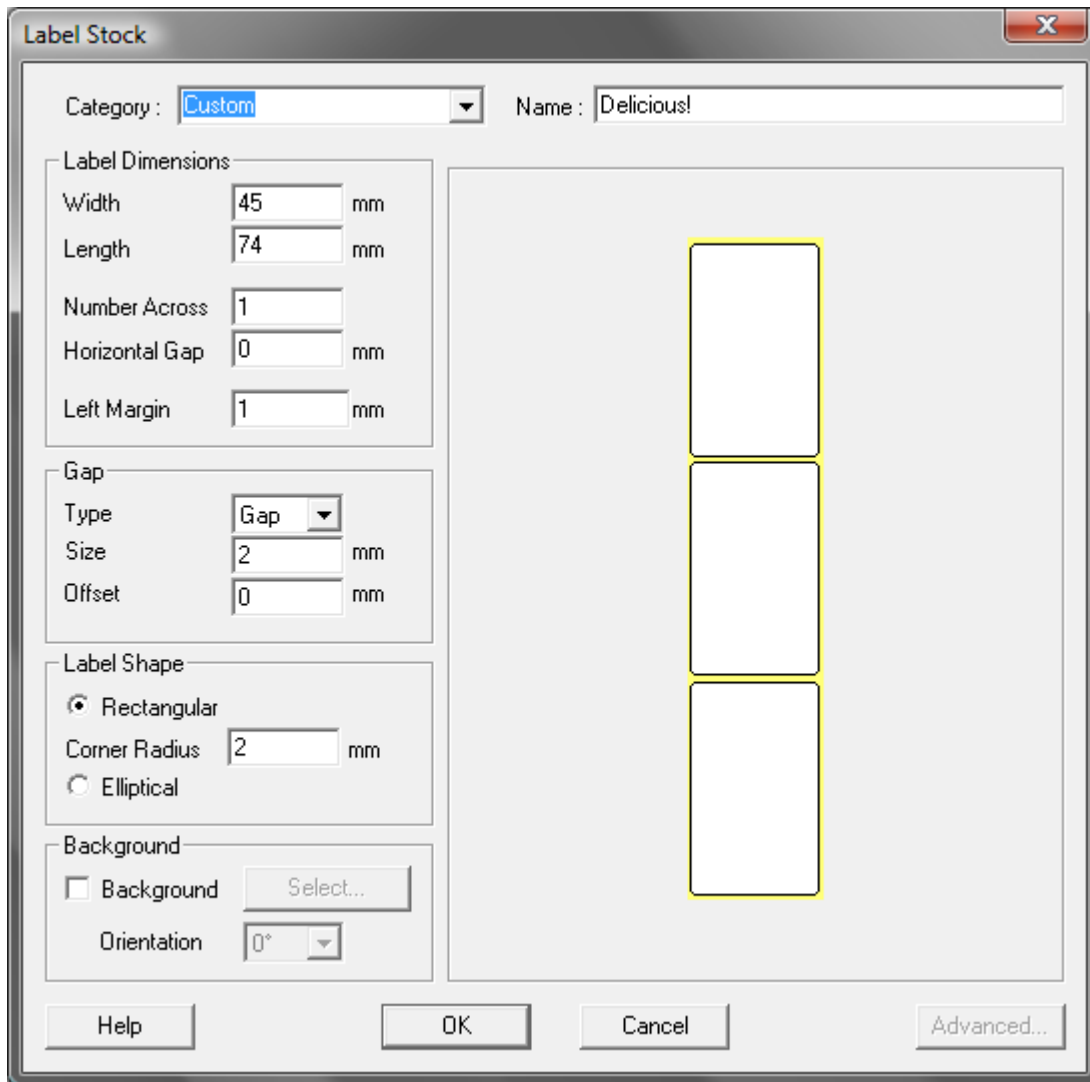 Label Stock
Category : Custom Name : Delicious!
Label Dimensions
Width 45 mm
Length 74 mm
Number Across 1
Horizontal Gap 0 mm
Left Margin 1 mm
Gap
Type Gap
Size 2 mm
Offset 0 mm
Label Shape
Rectangular
Corner Radius 2 mm
Elliptical
Background
Background Select...
Orientation 0°
Help OK Cancel Advanced...